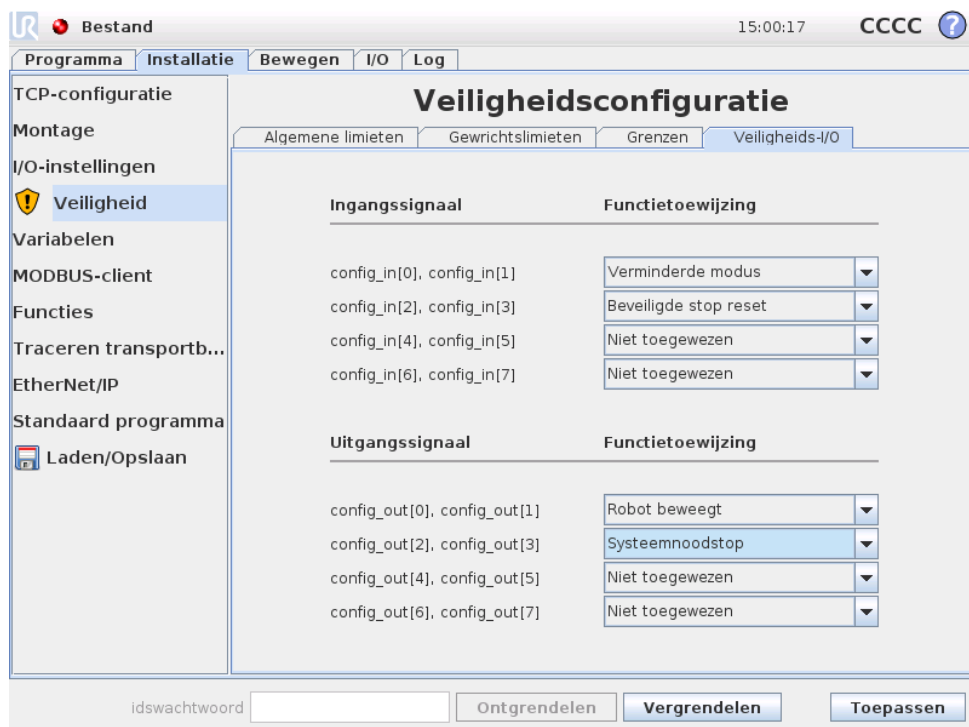 UR Bestand 15:00:17 CCCC ?
Programma Installatie Bewegen I/O Log
TCP-configuratie
Montage
I/O-instellingen
Veiligheid
Variabelen
MODBUS-client
Functies
Traceren transportb...
EtherNet/IP
Standaard programma
Laden/Opslaan
Veiligheidsconfiguratie
Algemene limieten Gewrichtslimieten Grenzen Veiligheids-I/O
Ingangssignaal Functietoewijzing
config_in[0], config_in[1] Verminderde modus
config_in[2], config_in[3] Beveiligde stop reset
config_in[4], config_in[5] Niet toegewezen
config_in[6], config_in[7] Niet toegewezen
Uitgangssignaal Functietoewijzing
config_out[0], config_out[1] Robot beweegt
config_out[2], config_out[3] Systeemnoodstop
config_out[4], config_out[5] Niet toegewezen
config_out[6], config_out[7] Niet toegewezen
idswachtwoord Ontgrendelen Vergrendelen Toepassen